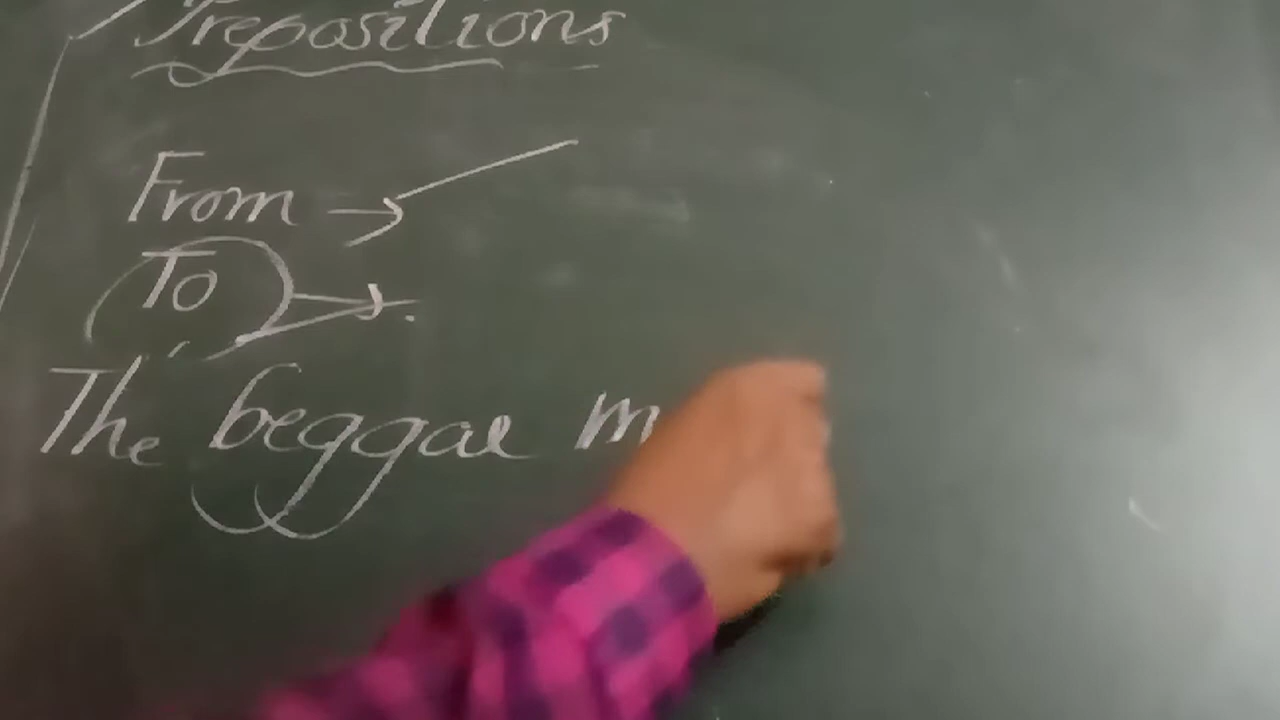 Prepositions
From →
To →
The beggar m